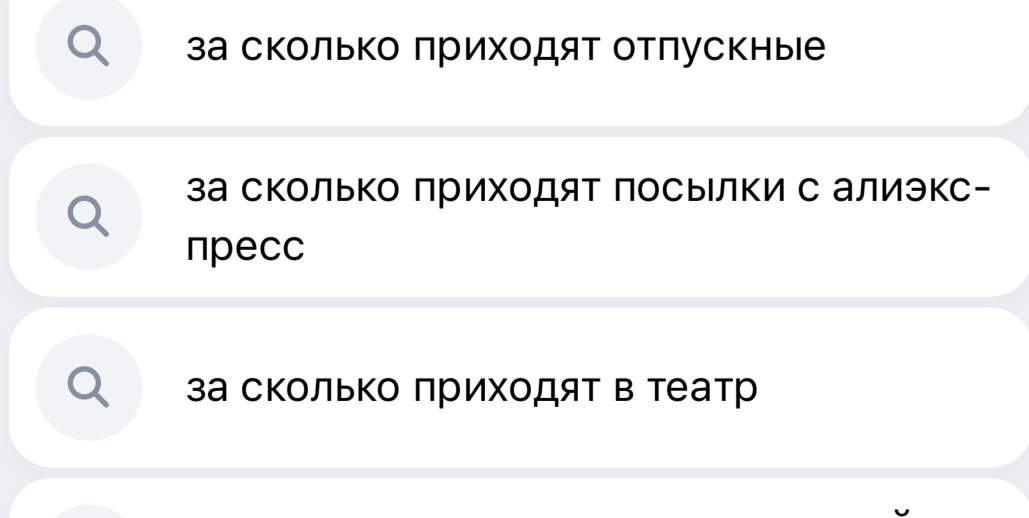 за сколько приходят отпускные
за сколько приходят посылки с алиэкс-
пресс
за сколько приходят в театр